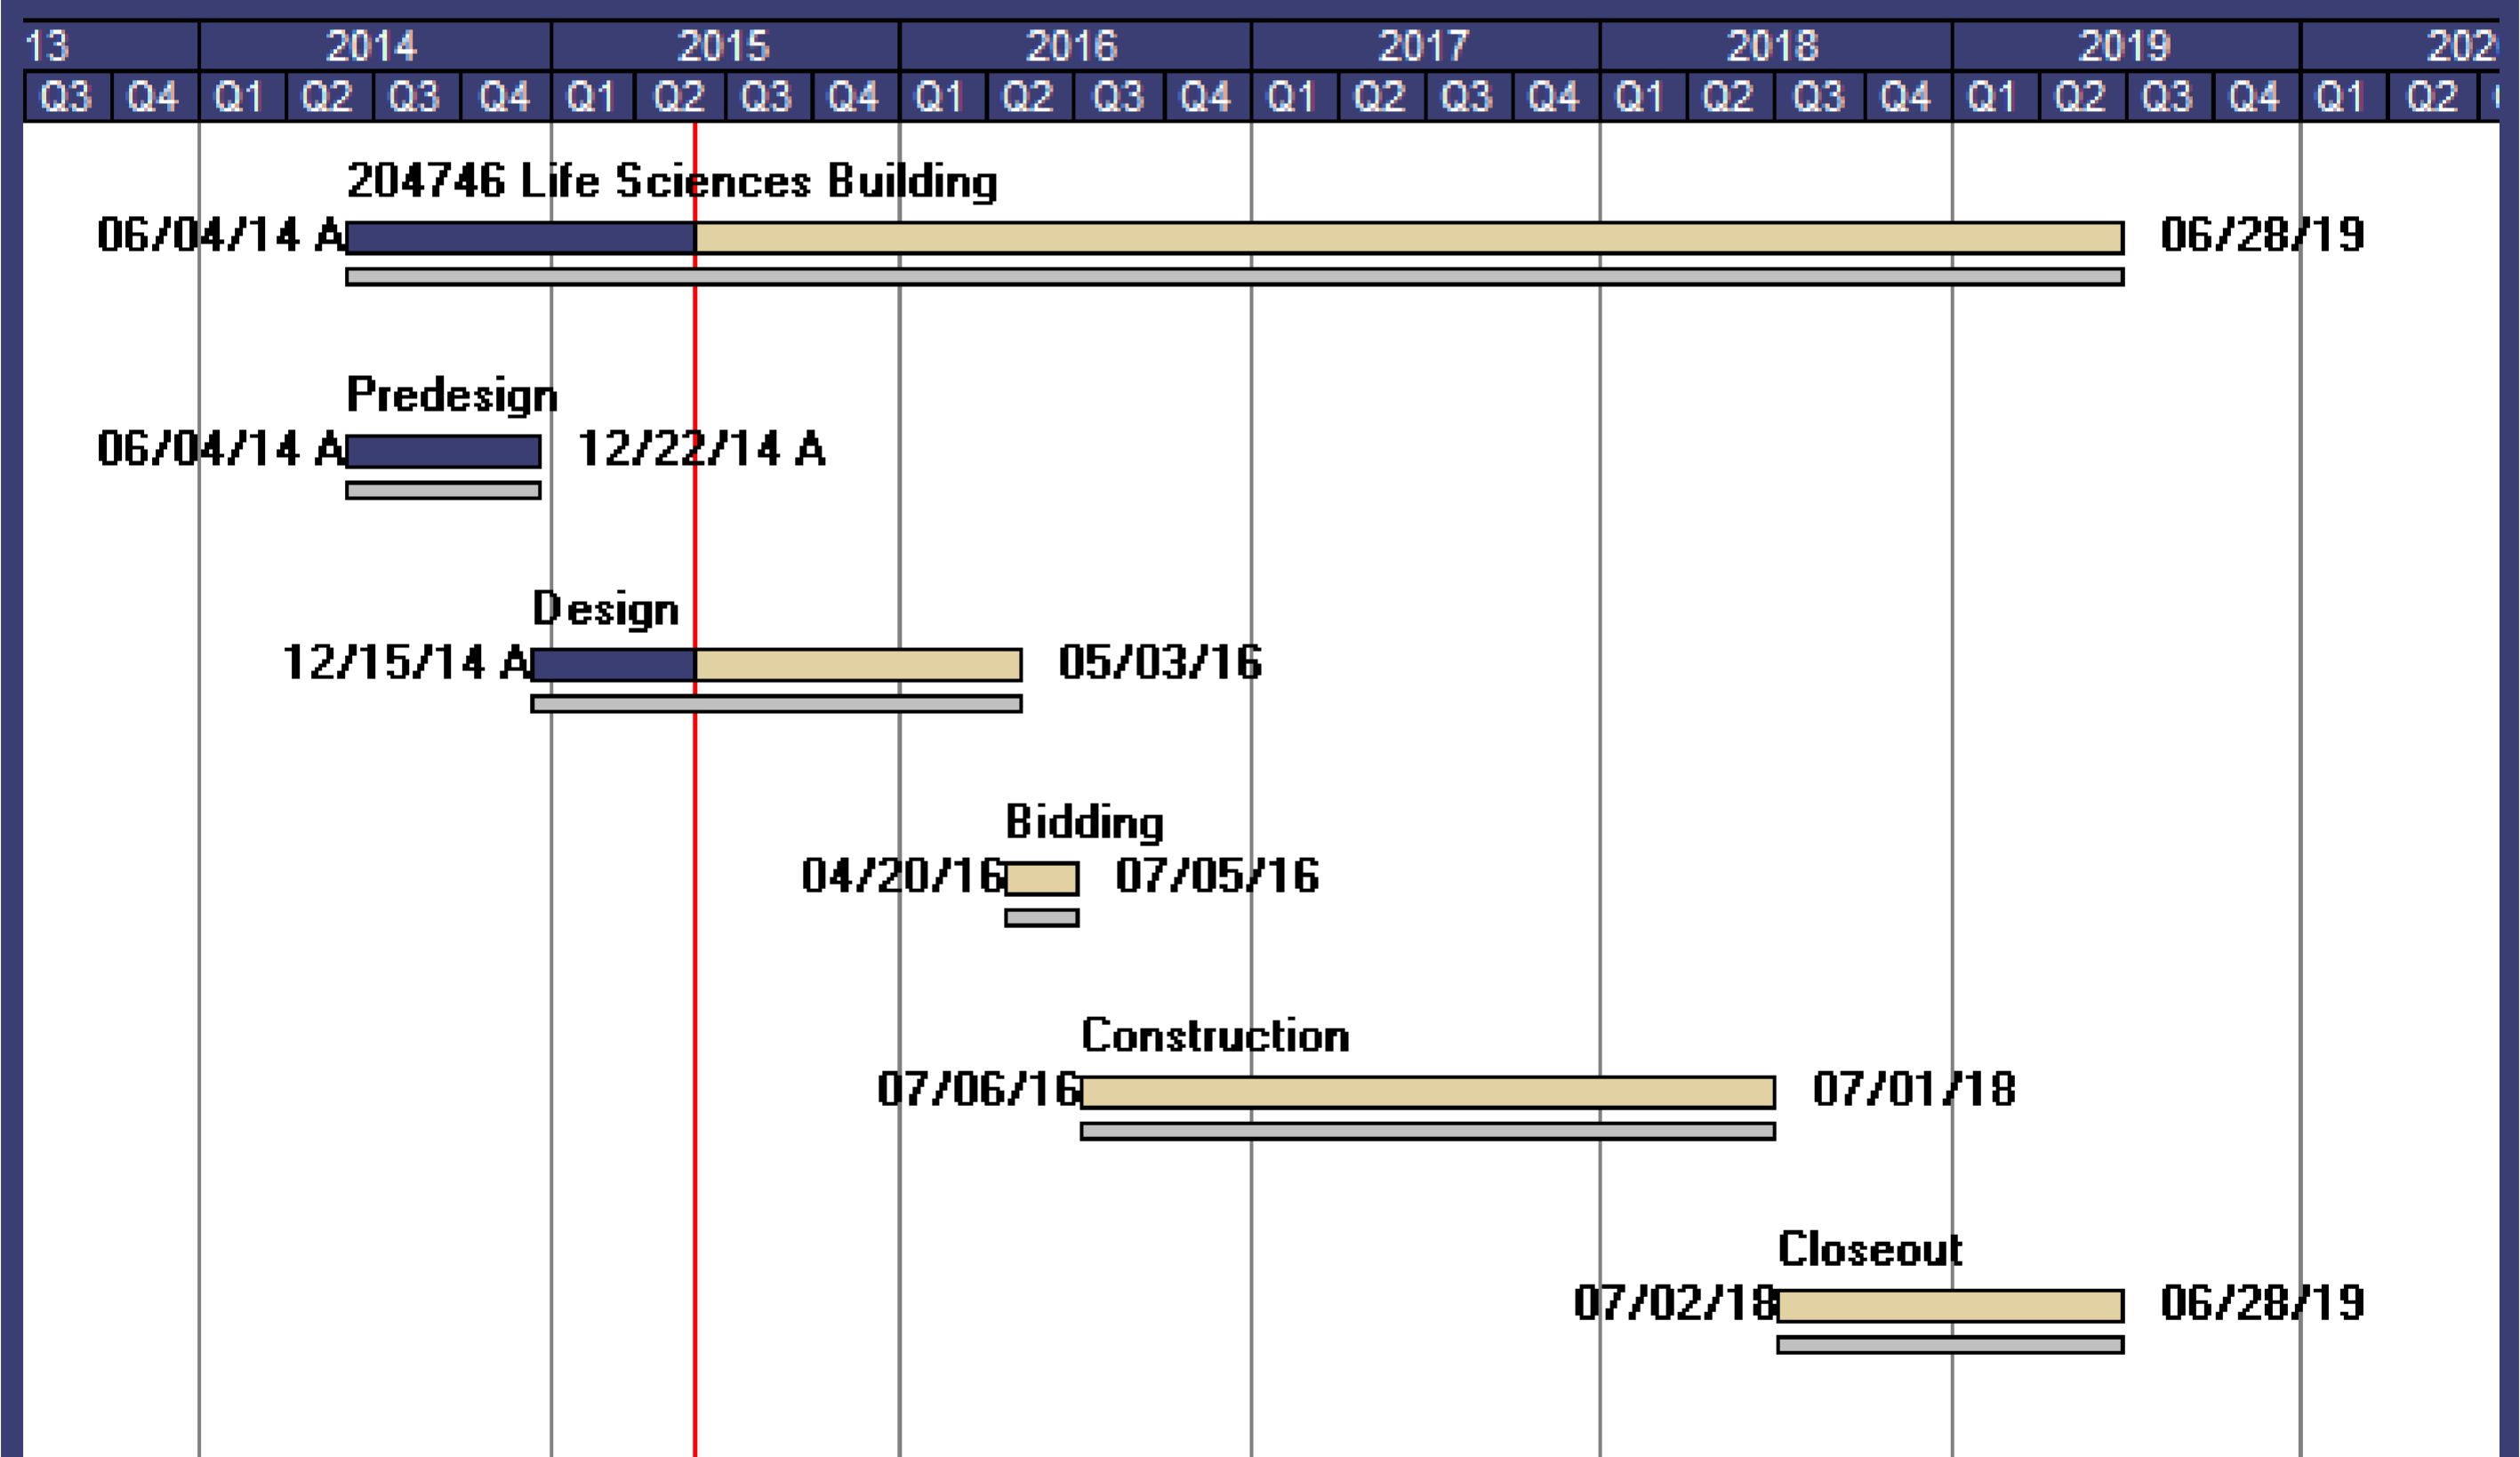 13 2014 2015 2016 2017 2018 2019 202
Q3 Q4 Q1 Q2 Q3 Q4 Q1 Q2 Q3 Q4 Q1 Q2 Q3 Q4 Q1 Q2 Q3 Q4 Q1 Q2 Q3 Q4 Q1 Q2 Q3 Q4 Q1 Q2
204746 Life Sciences Building
06/04/14 A 06/28/19
Predesign
06/04/14 A 12/22/14 A
Design
12/15/14 A 05/03/16
Bidding
04/20/16 07/05/16
Construction
07/06/16 07/01/18
Closeout
07/02/18 06/28/19